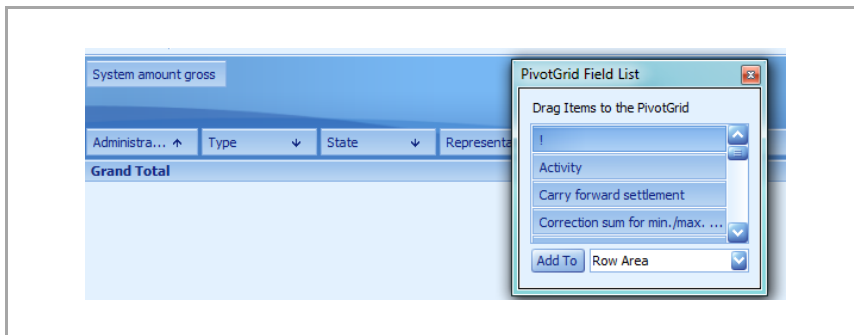 System amount gross
PivotGrid Field List
Drag Items to the PivotGrid
!
Activity
Carry forward settlement
Correction sum for min./max. ...
Add To Row Area
Administra... Type State Representa
Grand Total